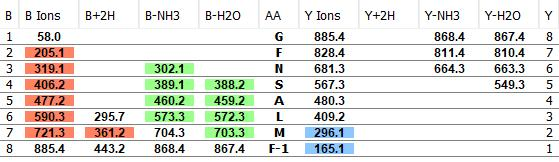 B B Ions B+2H B-NH3 B-H2O AA Y Ions Y+2H Y-NH3 Y-H2O Y
1 58.0 G 885.4 868.4 867.4 8
2 205.1 F 828.4 811.4 810.4 7
3 319.1 302.1 N 681.3 664.3 663.3 6
4 406.2 389.1 388.2 S 567.3 549.3 5
5 477.2 460.2 459.2 A 480.3 4
6 590.3 295.7 573.3 572.3 L 409.2 3
7 721.3 361.2 704.3 703.3 M 296.1 2
8 885.4 443.2 868.4 867.4 F-1 165.1 1